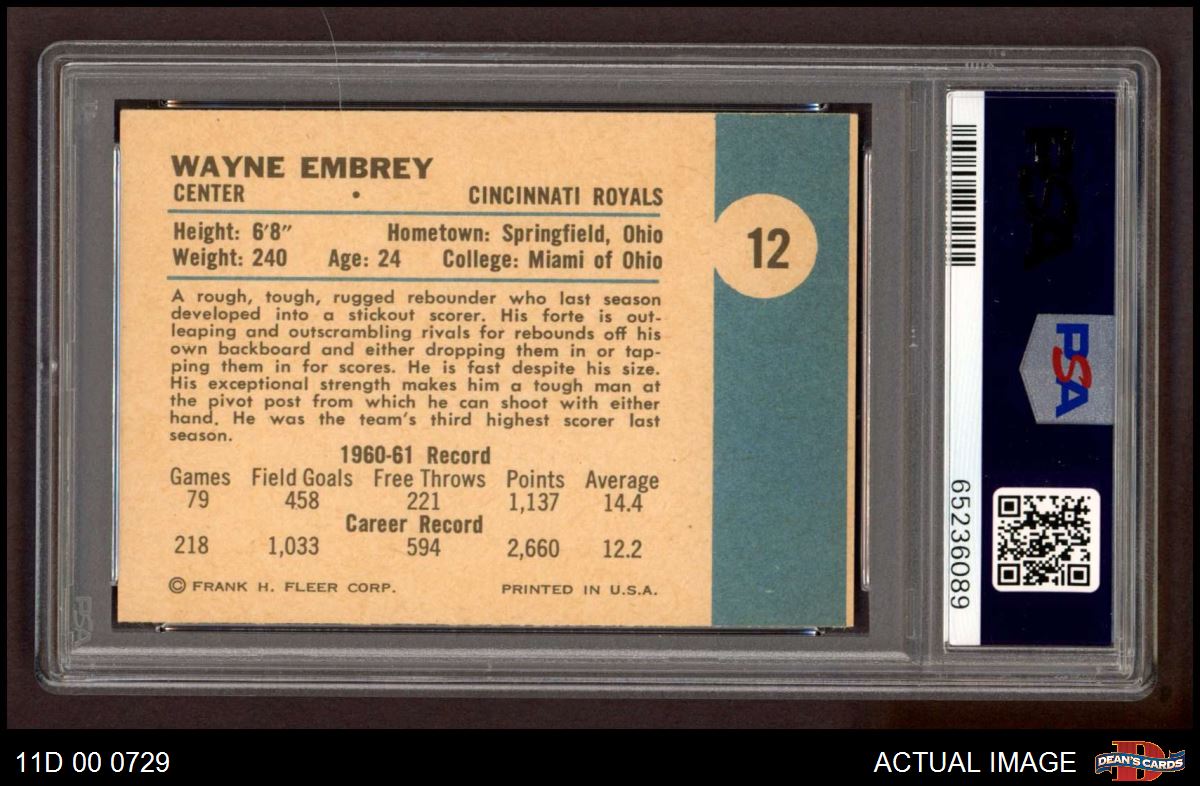 WAYNE EMBREY
CENTER • CINCINNATI ROYALS
Height: 6'8" Hometown: Springfield, Ohio
Weight: 240 Age: 24 College: Miami of Ohio
12
A rough, tough, rugged rebounder who last season
developed into a stickout scorer. His forte is out-
leaping and outscrambling rivals for rebounds off his
own backboard and either dropping them in or tap-
ping them in for scores. He is fast despite his size.
His exceptional strength makes him a tough man at
the pivot post from which he can shoot with either
hand. He was the team's third highest scorer last
season.
1960-61 Record
Games Field Goals Free Throws Points Average
79 458 221 1,137 14.4
Career Record
218 1,033 594 2,660 12.2
© FRANK H. FLEER CORP. PRINTED IN U.S.A.
PSA
PSA
PSA
65236089
11D 00 0729
ACTUAL IMAGE
D
DEAN'S CARDS